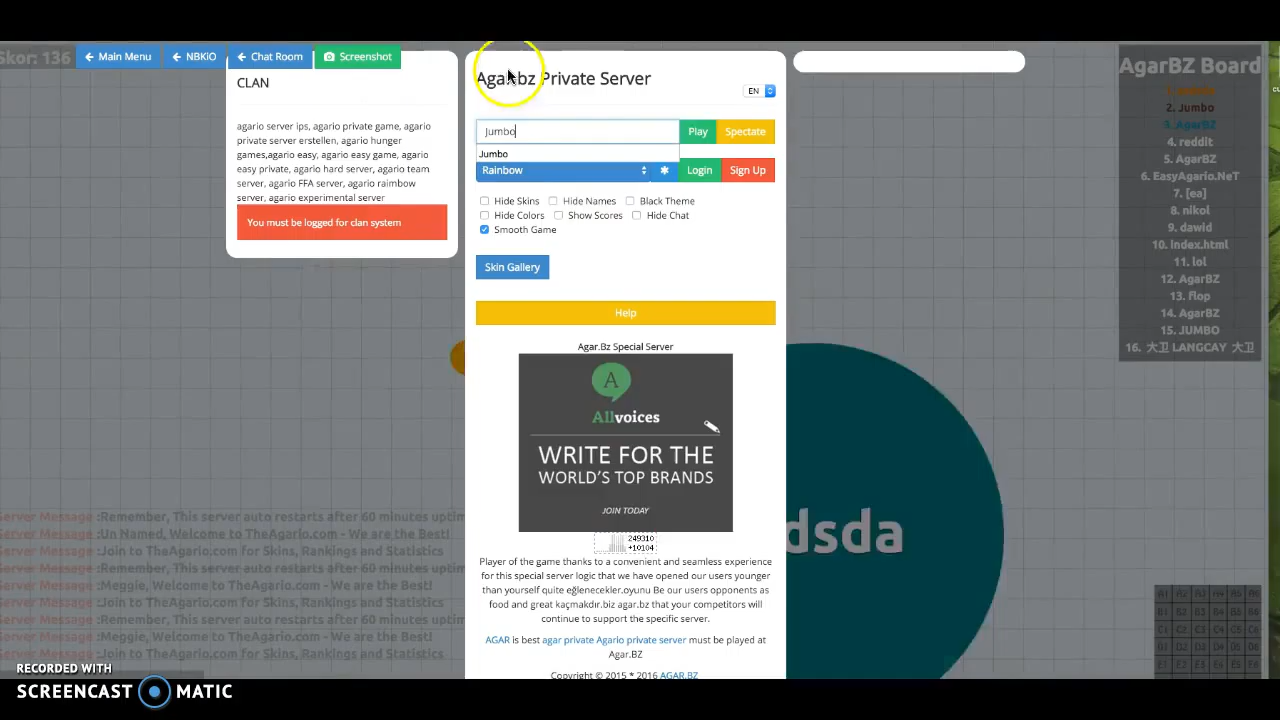 Skor: 136
Main Menu
NBKiO
Chat Room
Screenshot
CLAN
agario server ips, agario private game, agario
private server erstellen, agario hunger
games,agario easy, agario easy game, agario
easy private, agario hard server, agario team
server, agario FFA server, agario raimbow
server, agario experimental server
You must be logged for clan system
Agar.bz Private Server
EN
Jumbo
Play
Spectate
Jumbo
Rainbow
Login
Sign Up
Hide Skins
Hide Names
Black Theme
Hide Colors
Show Scores
Hide Chat
Smooth Game
Skin Gallery
Help
Agar.Bz Special Server
A
Allvoices
WRITE FOR THE
WORLD'S TOP BRANDS
JOIN TODAY
249310
+10104
Player of the game thanks to a convenient and seamless experience
for this special server logic that we have opened our users younger
than yourself quite eğlenecekler.oyunu Be our users opponents as
food and great kaçmakdır.biz agar.bz that your competitors will
continue to support the specific server.
AGAR is best agar private Agario private server must be played at
Agar.BZ
Copyright © 2015 * 2016 AGAR.BZ
AgarBZ Board
2. Jumbo
3. AgarBZ
4. reddit
5. AgarBZ
6. EasyAgario.NeT
7. [ea]
8. nikol
9. dawid
10. index.html
11. lol
12. AgarBZ
13. flop
14. AgarBZ
15. JUMBO
16. 大卫 LANGCAY 大卫
dsda
Server Message :Remember, This server auto restarts after 60 minutes uptim
Server Message :Un Named, Welcome to TheAgario.com - We are the Best!
Server Message :Join to TheAgario.com for Skins, Rankings and Statistics
Server Message :Meggie, Welcome to TheAgario.com - We are the Best!
Server Message :Join to TheAgario.com for Skins, Rankings and Statistics
Server Message :Remember, This server auto restarts after 60 minutes uptim
Server Message :Meggie, Welcome to TheAgario.com - We are the Best!
Server Message :Join to TheAgario.com for Skins, Rankings and Statistics
RECORDED WITH
SCREENCAST MATIC